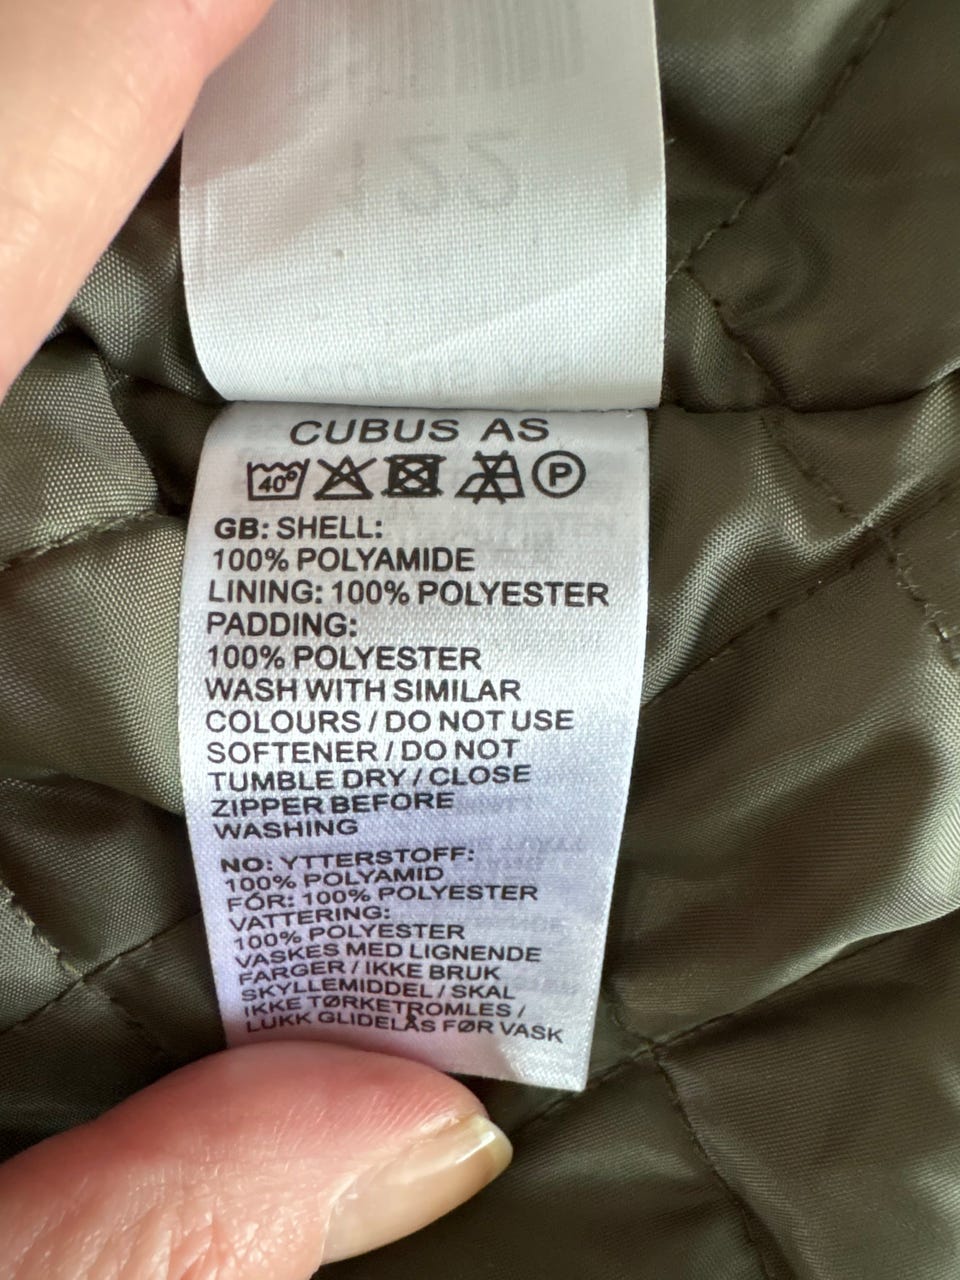 CUBUS AS
40° P
GB: SHELL:
100% POLYAMIDE
LINING: 100% POLYESTER
PADDING:
100% POLYESTER
WASH WITH SIMILAR
COLOURS / DO NOT USE
SOFTENER / DO NOT
TUMBLE DRY / CLOSE
ZIPPER BEFORE
WASHING
NO: YTTERSTOFF:
100% POLYAMID
FÓR: 100% POLYESTER
VATTERING:
100% POLYESTER
VASKES MED LIGNENDE
FARGER / IKKE BRUK
SKYLLEMIDDEL / SKAL
IKKE TØRKETROMLES /
LUKK GLIDELÅS FØR VASK